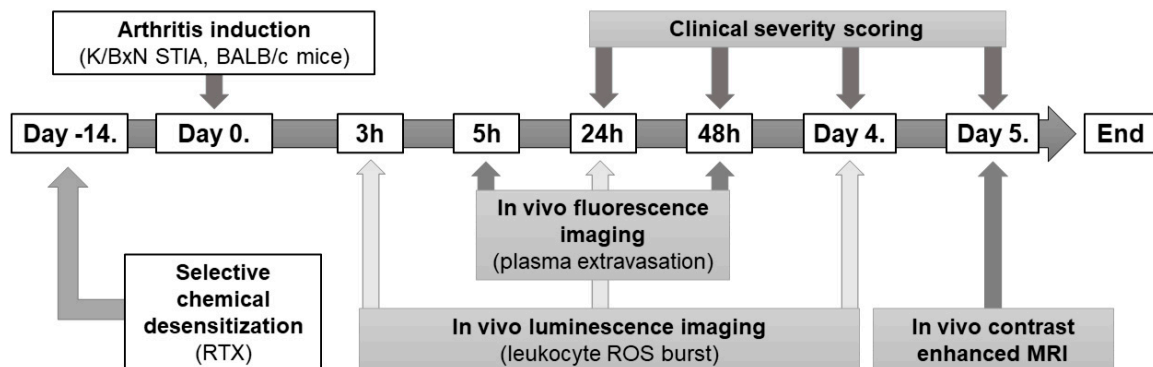 Arthritis induction
(K/BxN STIA, BALB/c mice)
Clinical severity scoring
Day -14.
Day 0.
3h
5h
24h
48h
Day 4.
Day 5.
End
In vivo fluorescence
imaging
(plasma extravasation)
Selective
chemical
desensitization
(RTX)
In vivo luminescence imaging
(leukocyte ROS burst)
In vivo contrast
enhanced MRI